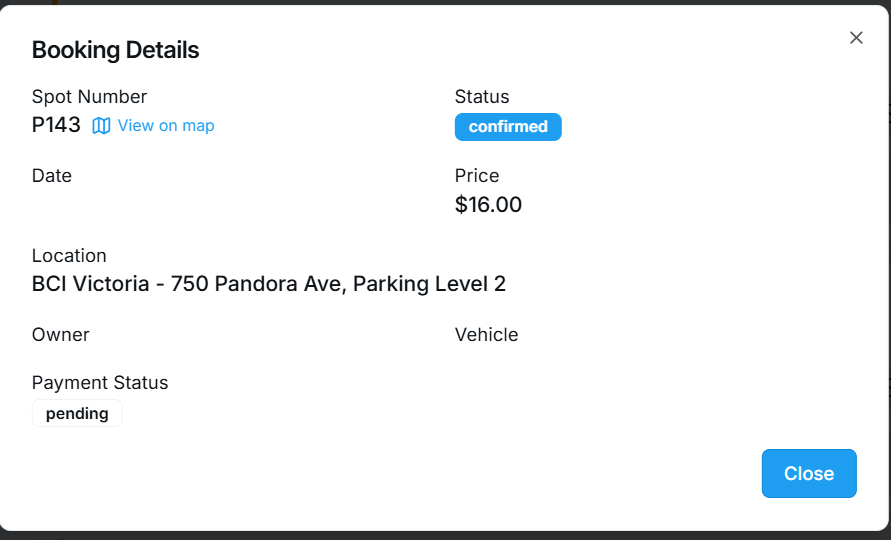 Booking Details
Spot Number
P143 View on map
Status
confirmed
Date
Price
$16.00
Location
BCI Victoria - 750 Pandora Ave, Parking Level 2
Owner
Vehicle
Payment Status
pending
Close